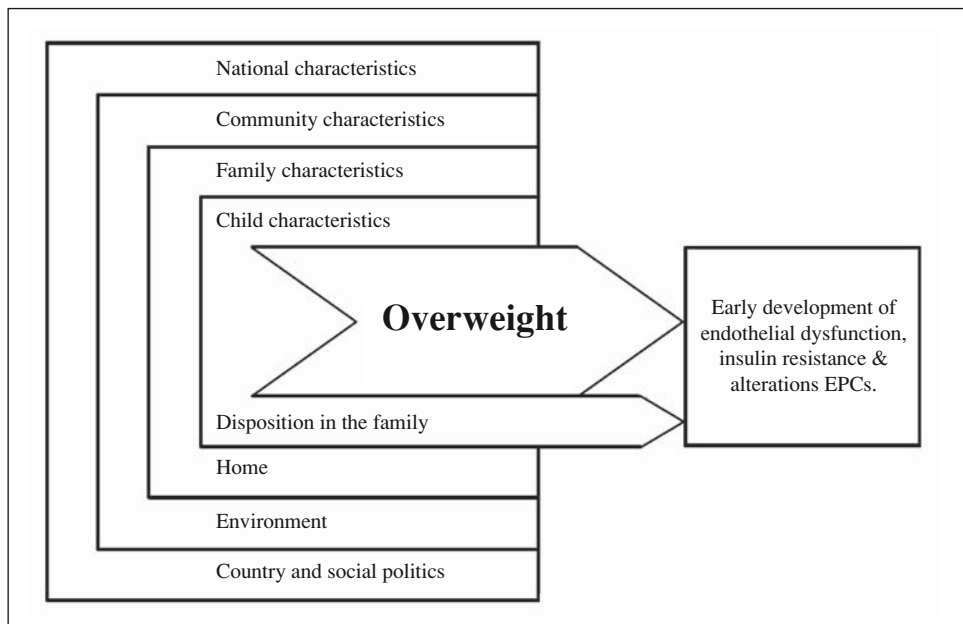 National characteristics
Community characteristics
Family characteristics
Child characteristics
Overweight
Early development of
endothelial dysfunction,
insulin resistance &
alterations EPCs.
Disposition in the family
Home
Environment
Country and social politics